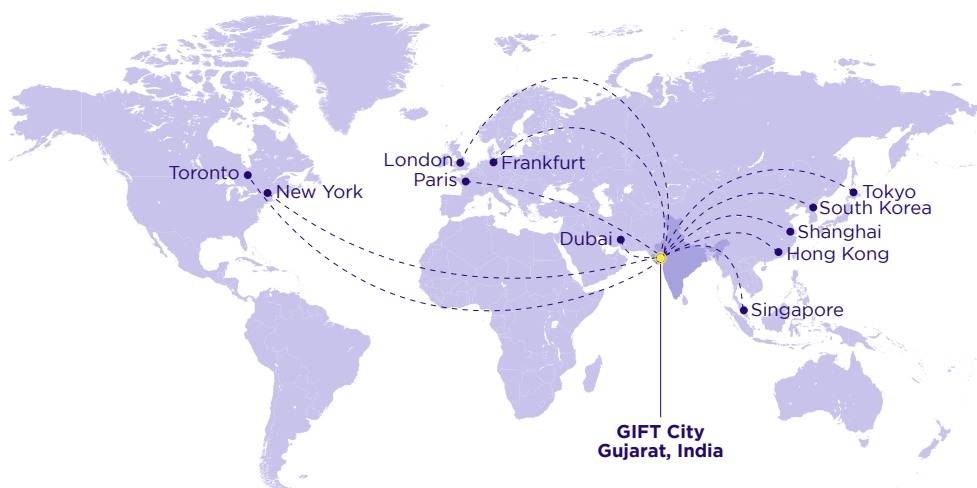 London
Frankfurt
Toronto
Paris
New York
Tokyo
South Korea
Dubai
Shanghai
Hong Kong
Singapore
GIFT City
Gujarat, India